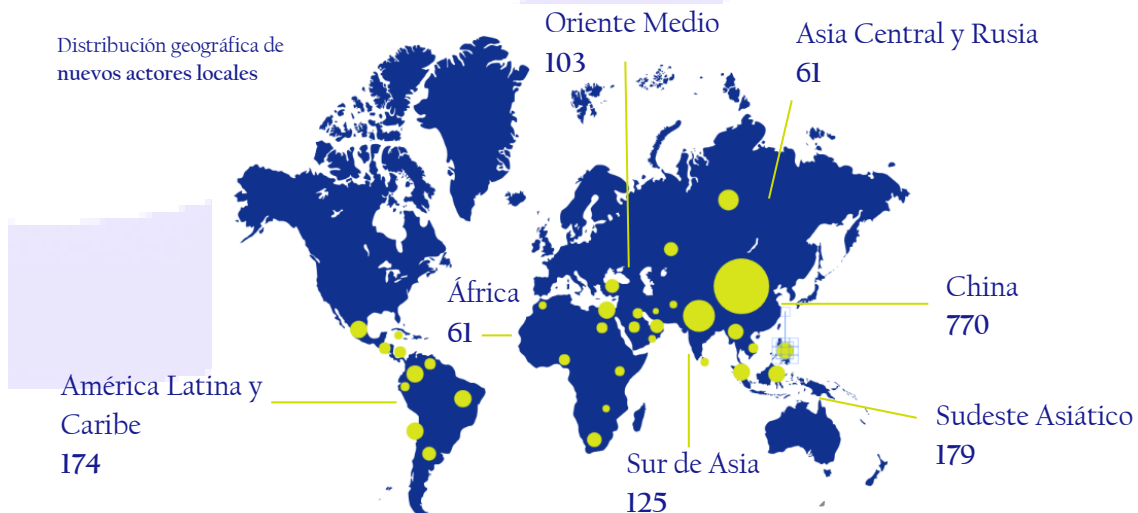 Distribución geográfica de
nuevos actores locales
Oriente Medio
103
Asia Central y Rusia
61
África
61
China
770
América Latina y
Caribe
174
Sur de Asia
125
Sudeste Asiático
179